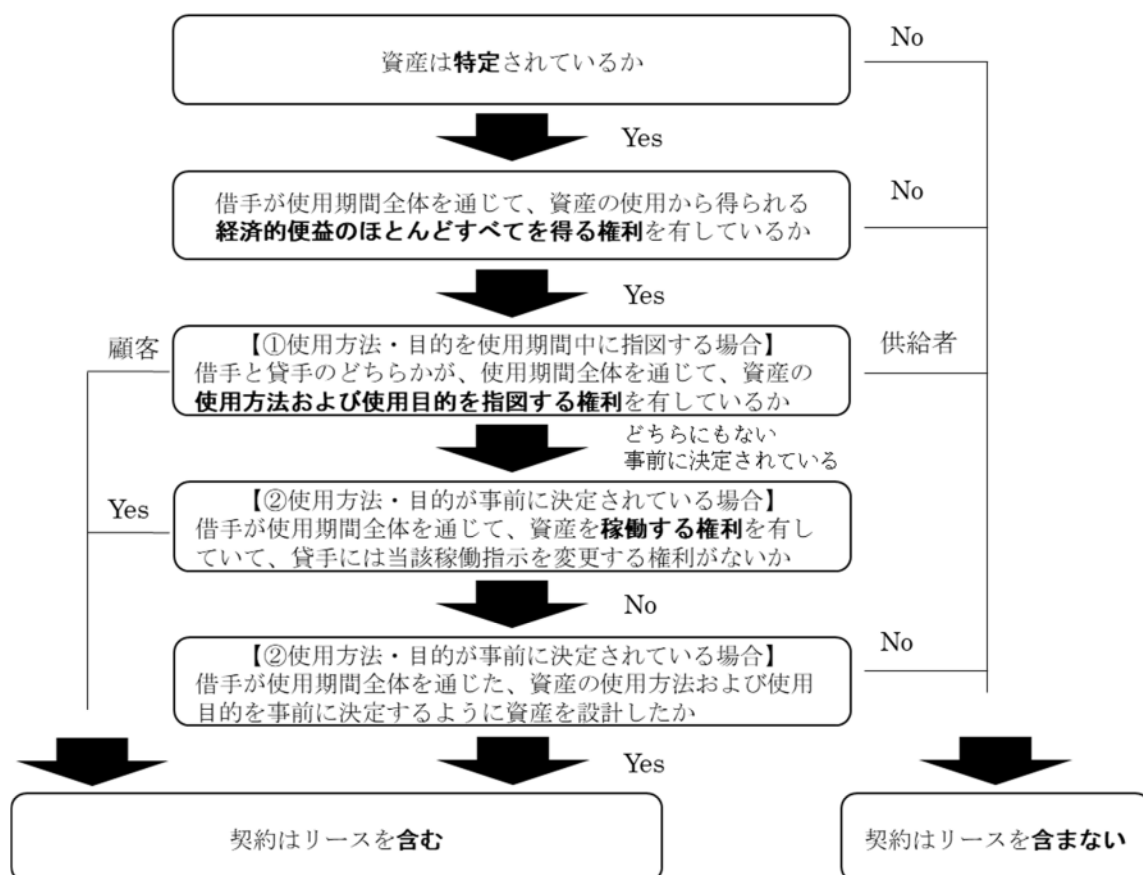 資産は特定されているか
No
Yes
借手が使用期間全体を通じて、資産の使用から得られる
経済的便益のほとんどすべてを得る権利を有しているか
No
Yes
顧客
【①使用方法・目的を使用期間中に指図する場合】
借手と貸手のどちらかが、使用期間全体を通じて、資産の
使用方法および使用目的を指図する権利を有しているか
供給者
どちらにもない
事前に決定されている
Yes
【②使用方法・目的が事前に決定されている場合】
借手が使用期間全体を通じて、資産を稼働する権利を有し
ていて、貸手には当該稼働指示を変更する権利がないか
No
【②使用方法・目的が事前に決定されている場合】
借手が使用期間全体を通じた、資産の使用方法および使用
目的を事前に決定するように資産を設計したか
No
Yes
契約はリースを含む
契約はリースを含まない